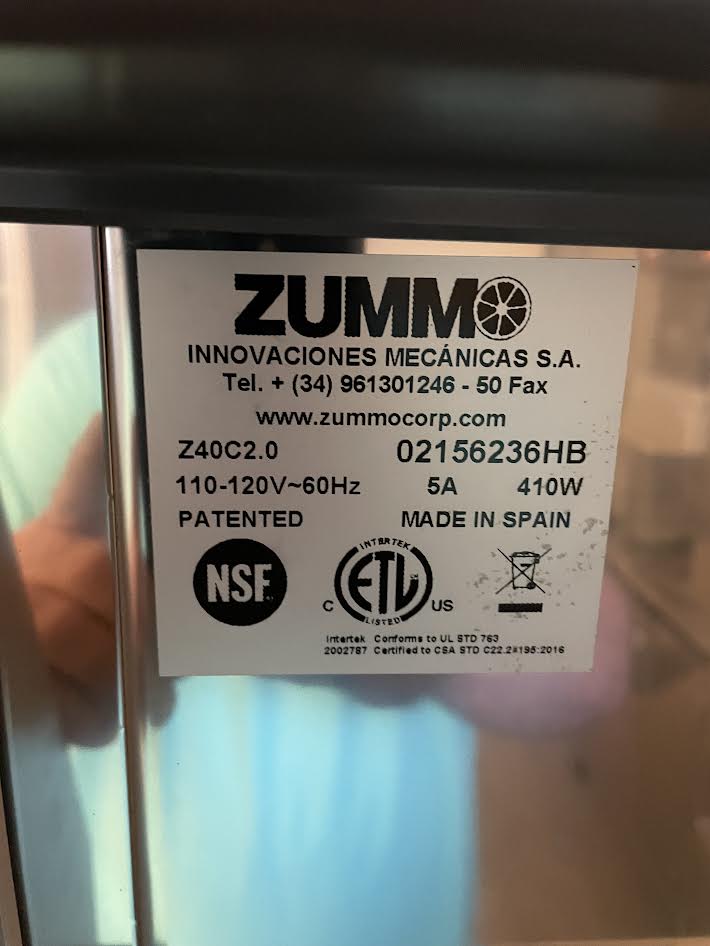 ZUMMO
INNOVACIONES MECÁNICAS S.A.
Tel. + (34) 961301246 - 50 Fax
www.zummocorp.com
Z40C2.0 02156236HB
110-120V~60Hz 5A 410W
PATENTED MADE IN SPAIN
NSF.
INTERTEK
C ETL US
LISTED
Intertek Conforms to UL STD 763
2002787 Certified to CSA STD C22.2#195:2016